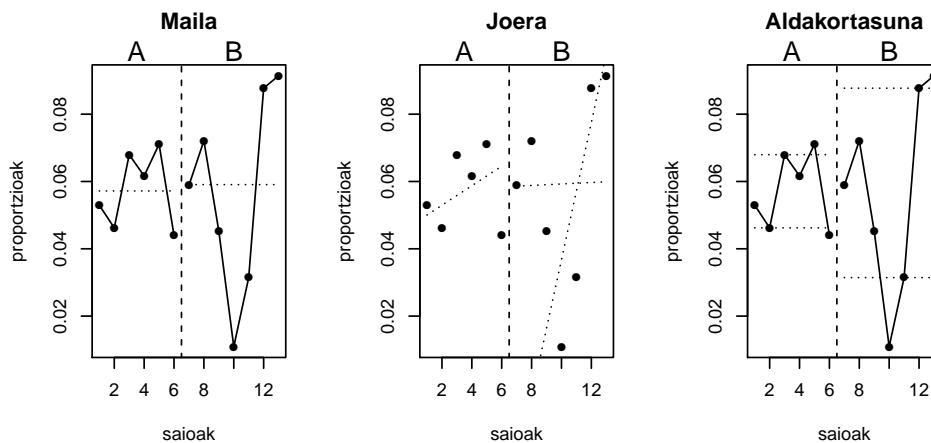 Maila
A B
proportzioak
0.02 0.04 0.06 0.08
2 4 6 8 12
saioak
Joera
A B
proportzioak
0.02 0.04 0.06 0.08
2 4 6 8 12
saioak
Aldakortasuna
A B
proportzioak
0.02 0.04 0.06 0.08
2 4 6 8 12
saioak